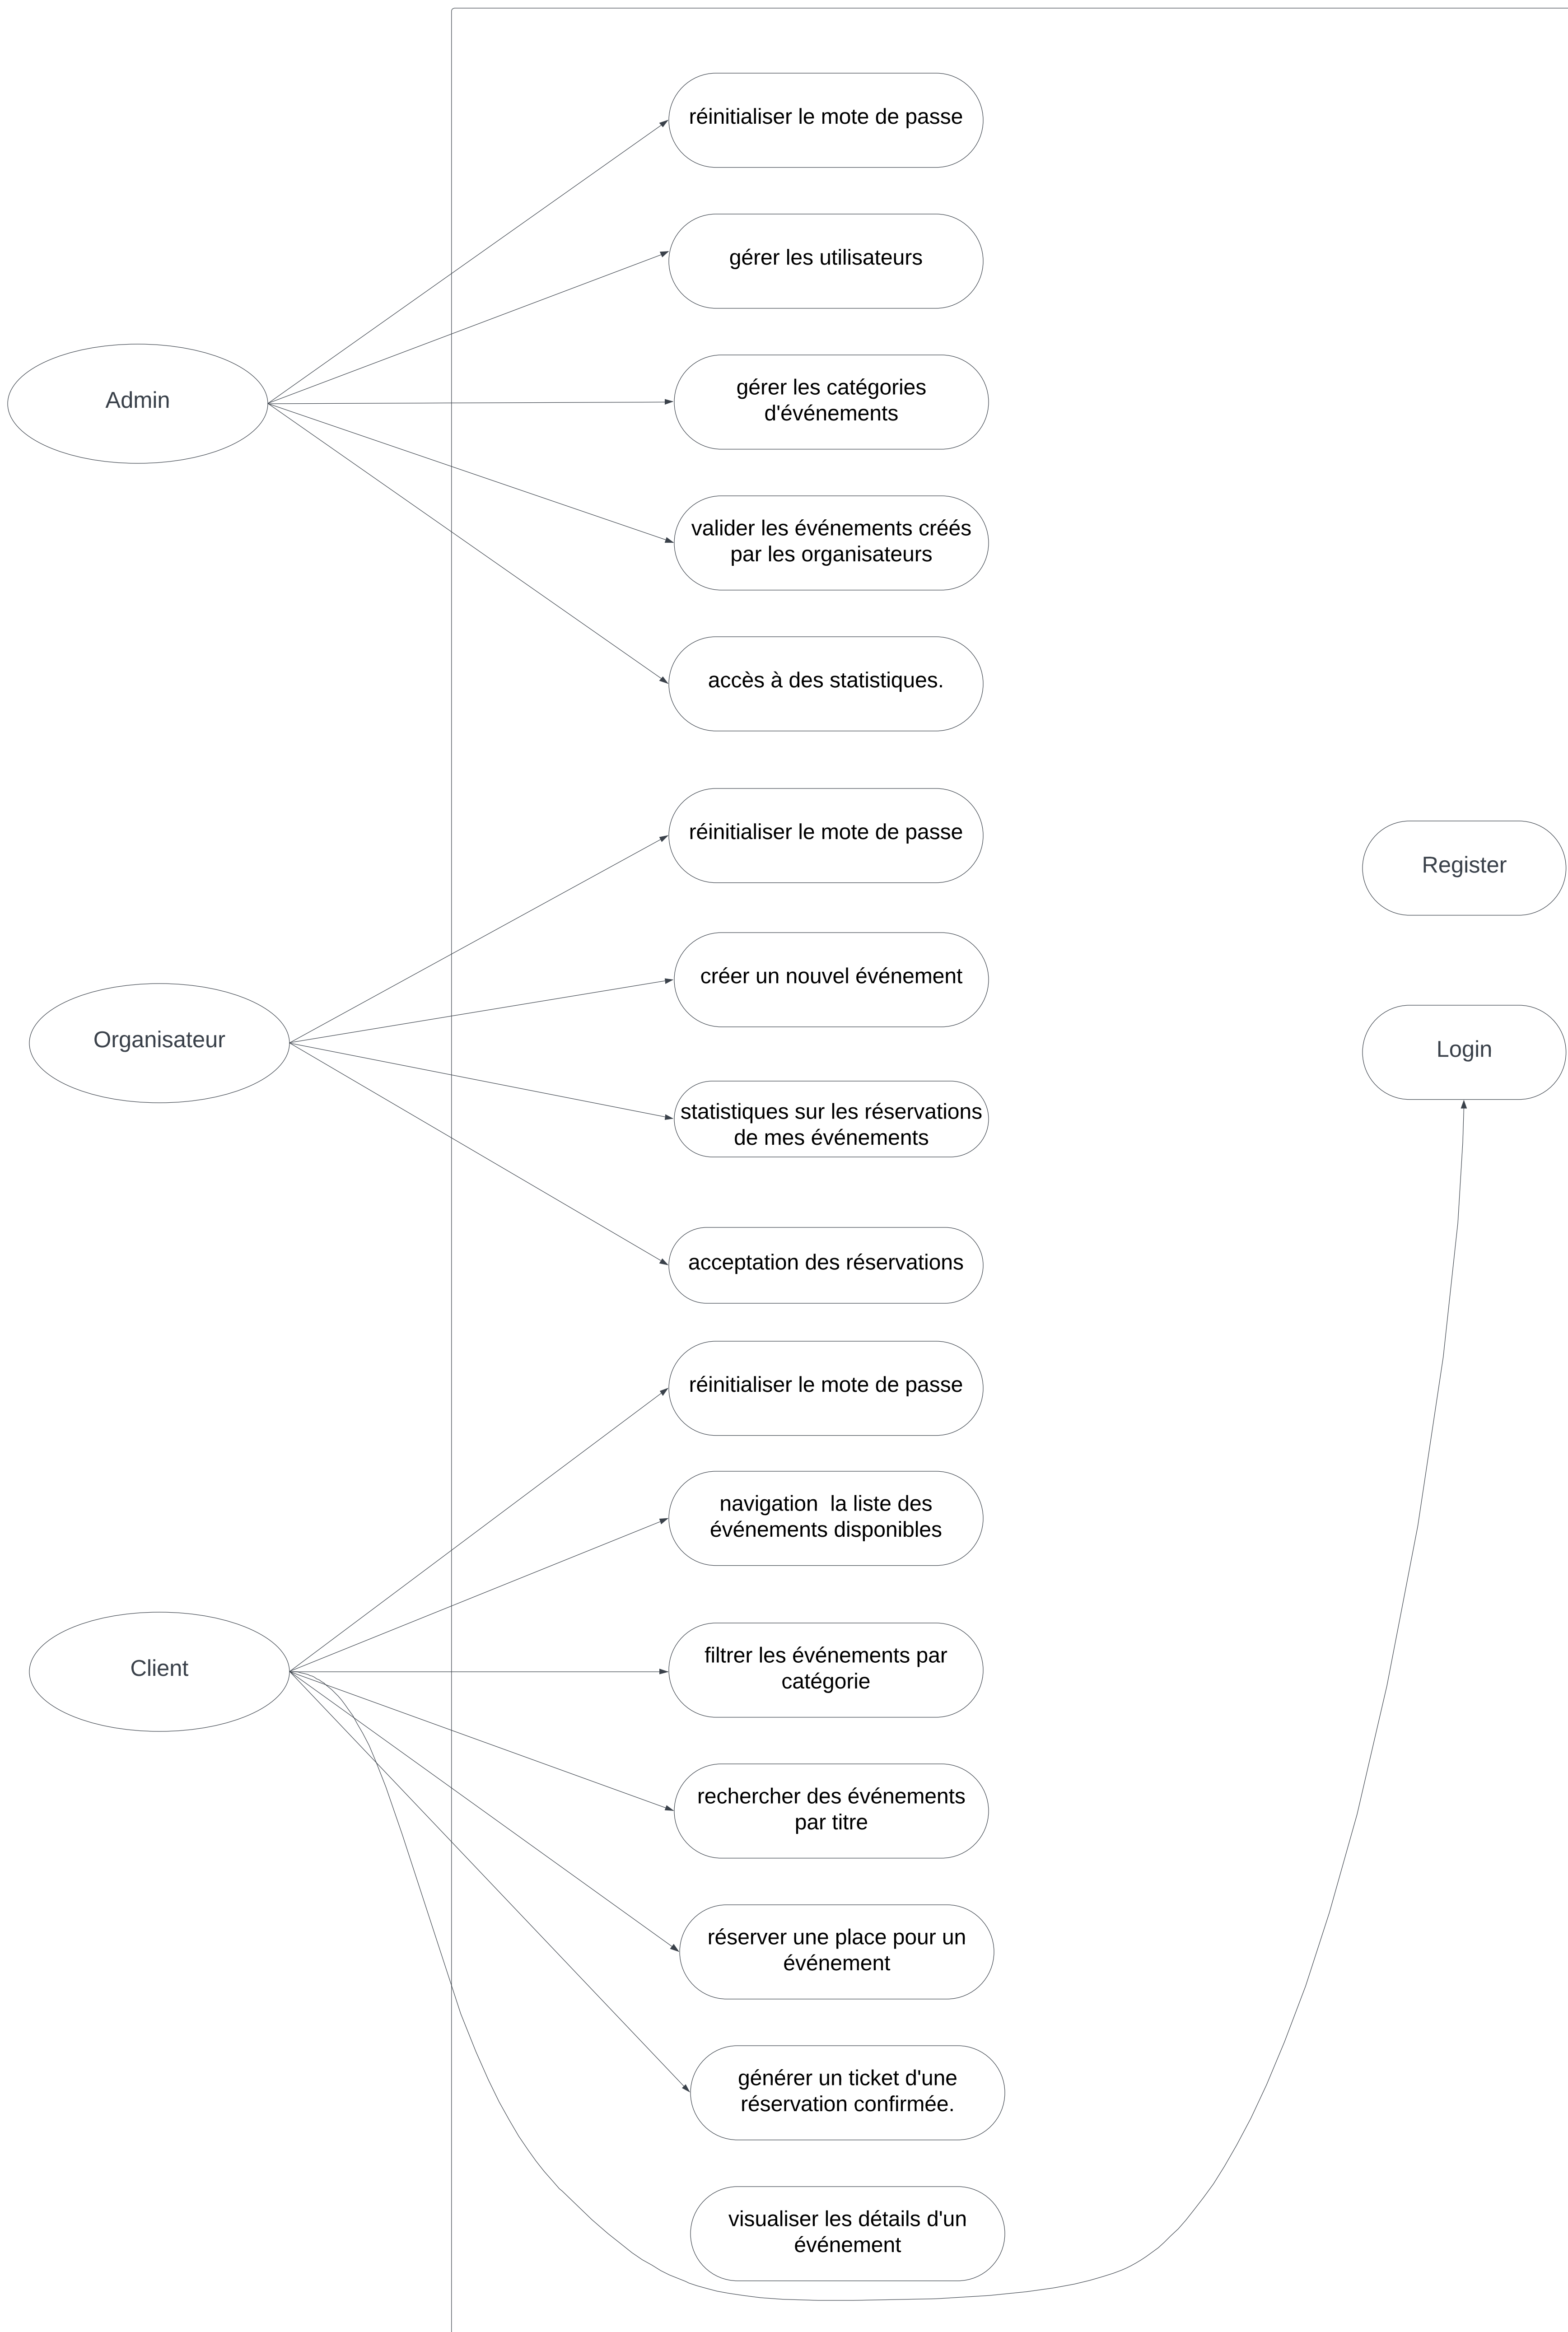 réinitialiser le mote de passe
gérer les utilisateurs
Admin
gérer les catégories
d'événements
valider les événements créés
par les organisateurs
accès à des statistiques.
réinitialiser le mote de passe
Register
créer un nouvel événement
Organisateur
Login
statistiques sur les réservations
de mes événements
acceptation des réservations
réinitialiser le mote de passe
navigation  la liste des
événements disponibles
Client
filtrer les événements par
catégorie
rechercher des événements
par titre
réserver une place pour un
événement
générer un ticket d'une
réservation confirmée.
visualiser les détails d'un
événement